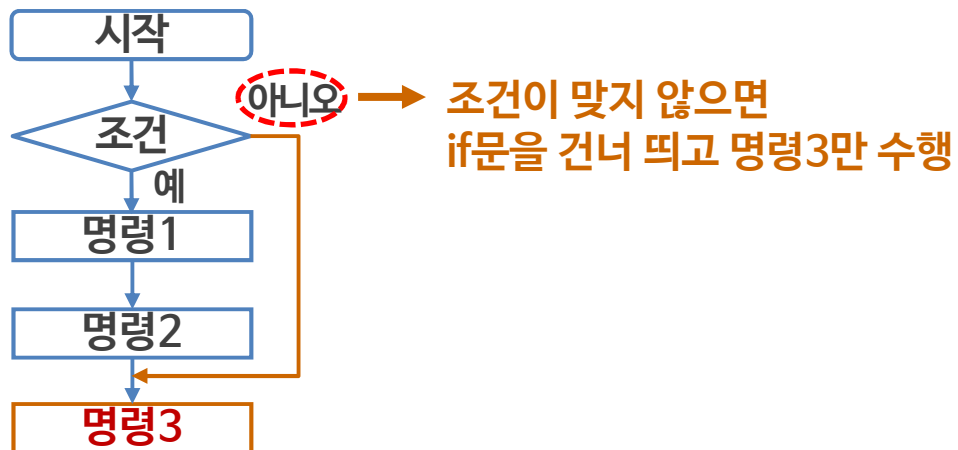 시작
아니오
조건이 맞지 않으면
if문을 건너 띄고 명령3만 수행
조건
예
명령1
명령2
명령3